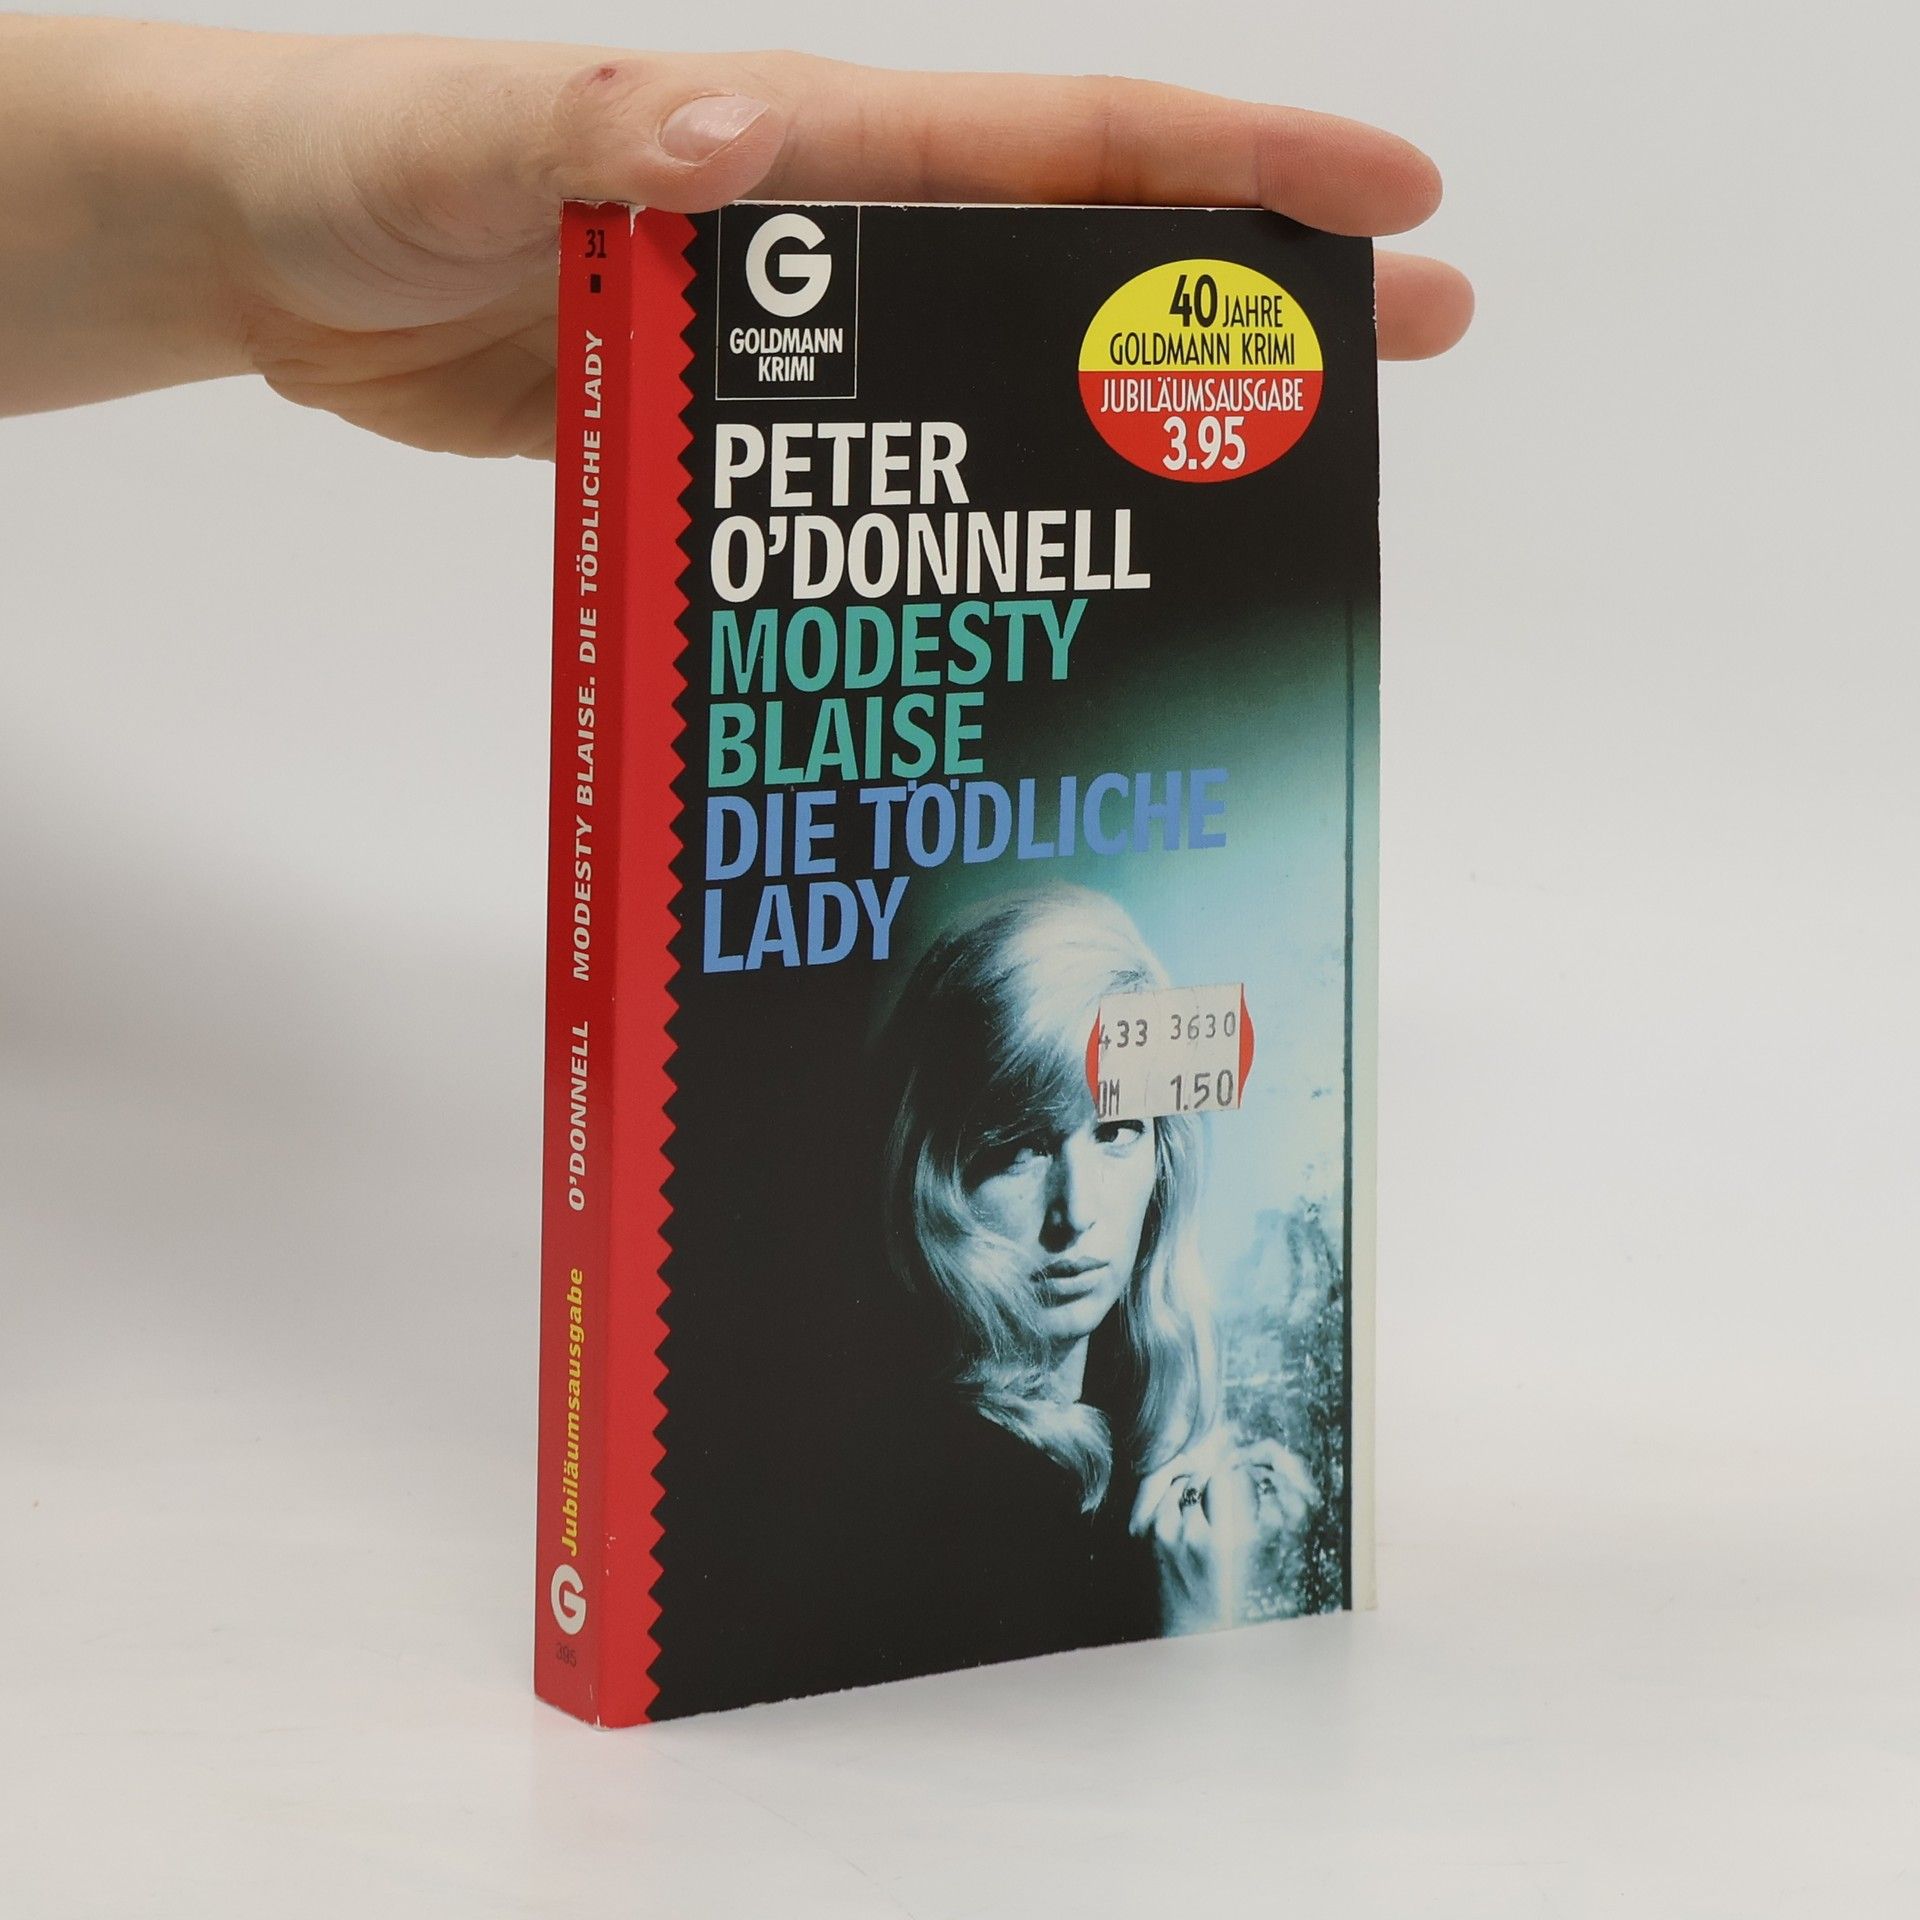 31
O'DONNELL MODESTY BLAISE. DIE TÖDLICHE LADY
Jubiläumsausgabe
G
395
G
GOLDMANN
KRIMI
40 JAHRE
GOLDMANN KRIMI
JUBILÄUMSAUSGABE
3.95
PETER
O'DONNELL
MODESTY
BLAISE
DIE TÖDLICHE
LADY
433 3630
DM 1.50